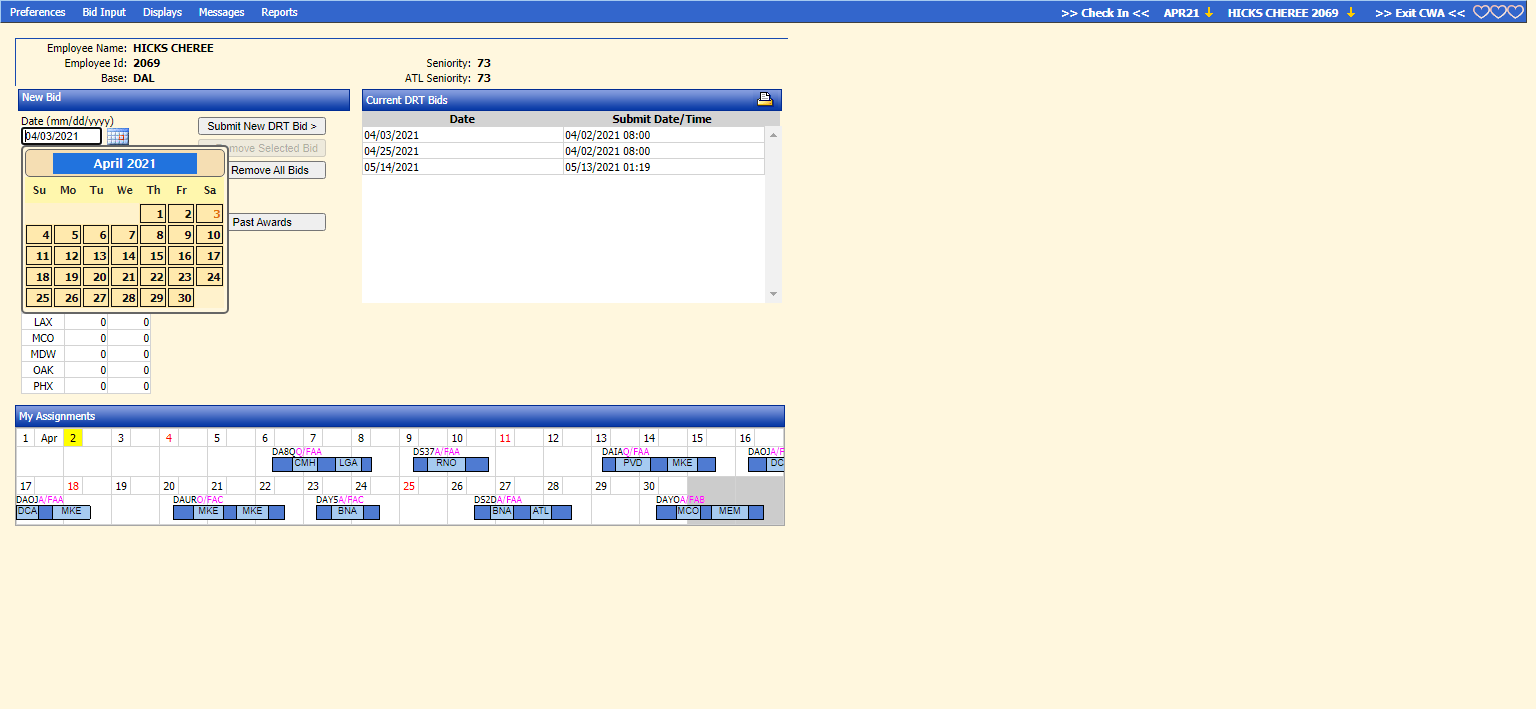 Preferences Bid Input Displays Messages Reports >> Check In << APR21 HICKS CHEREE 2069 >> Exit CWA <<
Employee Name: HICKS CHEREE
Employee Id: 2069 Seniority: 73
Base: DAL ATL Seniority: 73
New Bid
Date (mm/dd/yyyy)
04/03/2021
Submit New DRT Bid >
move Selected Bid
Remove All Bids
Past Awards
April 2021
Su Mo Tu We Th Fr Sa
1 2 3
4 5 6 7 8 9 10
11 12 13 14 15 16 17
18 19 20 21 22 23 24
25 26 27 28 29 30
LAX 0 0
MCO 0 0
MDW 0 0
OAK 0 0
PHX 0 0
Current DRT Bids
Date Submit Date/Time
04/03/2021 04/02/2021 08:00
04/25/2021 04/02/2021 08:00
05/14/2021 05/13/2021 01:19
My Assignments
1 Apr 2 3 4 5 6 7 8 9 10 11 12 13 14 15 16
DA8QQ/FAA DS37A/FAA DAIAQ/FAA DAOJA/F
CMH LGA RNO PVD MKE DC
17 18 19 20 21 22 23 24 25 26 27 28 29 30
DAOJA/FAA DAURO/FAC DAY5A/FAC DS2DA/FAA DAYOA/FAB
DCA MKE MKE MKE BNA BNA ATL MCO MEM